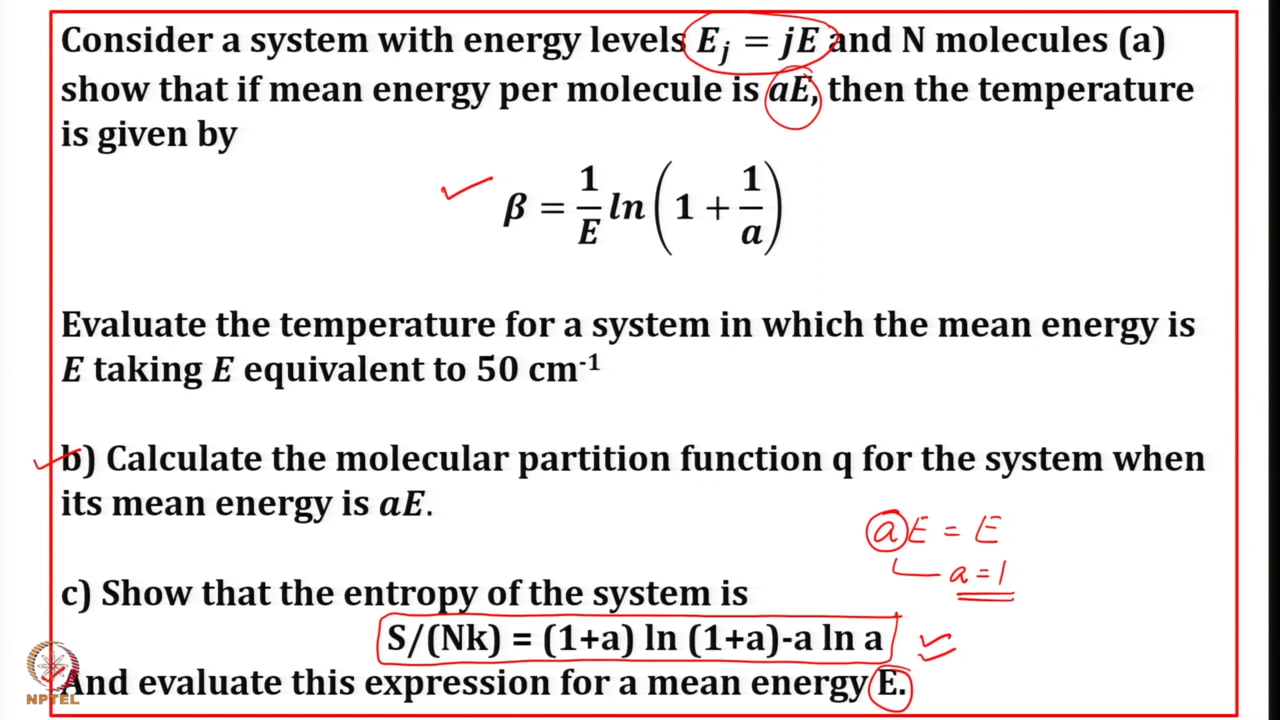 Consider a system with energy levels E_j = jE and N molecules (a)
show that if mean energy per molecule is aE, then the temperature
is given by
β = 1/E ln(1 + 1/a)
Evaluate the temperature for a system in which the mean energy is
E taking E equivalent to 50 cm⁻¹
b) Calculate the molecular partition function q for the system when
its mean energy is aE.
aE = E
a = 1
c) Show that the entropy of the system is
S/(Nk) = (1+a) ln (1+a)-a ln a
And evaluate this expression for a mean energy E.
NPTEL